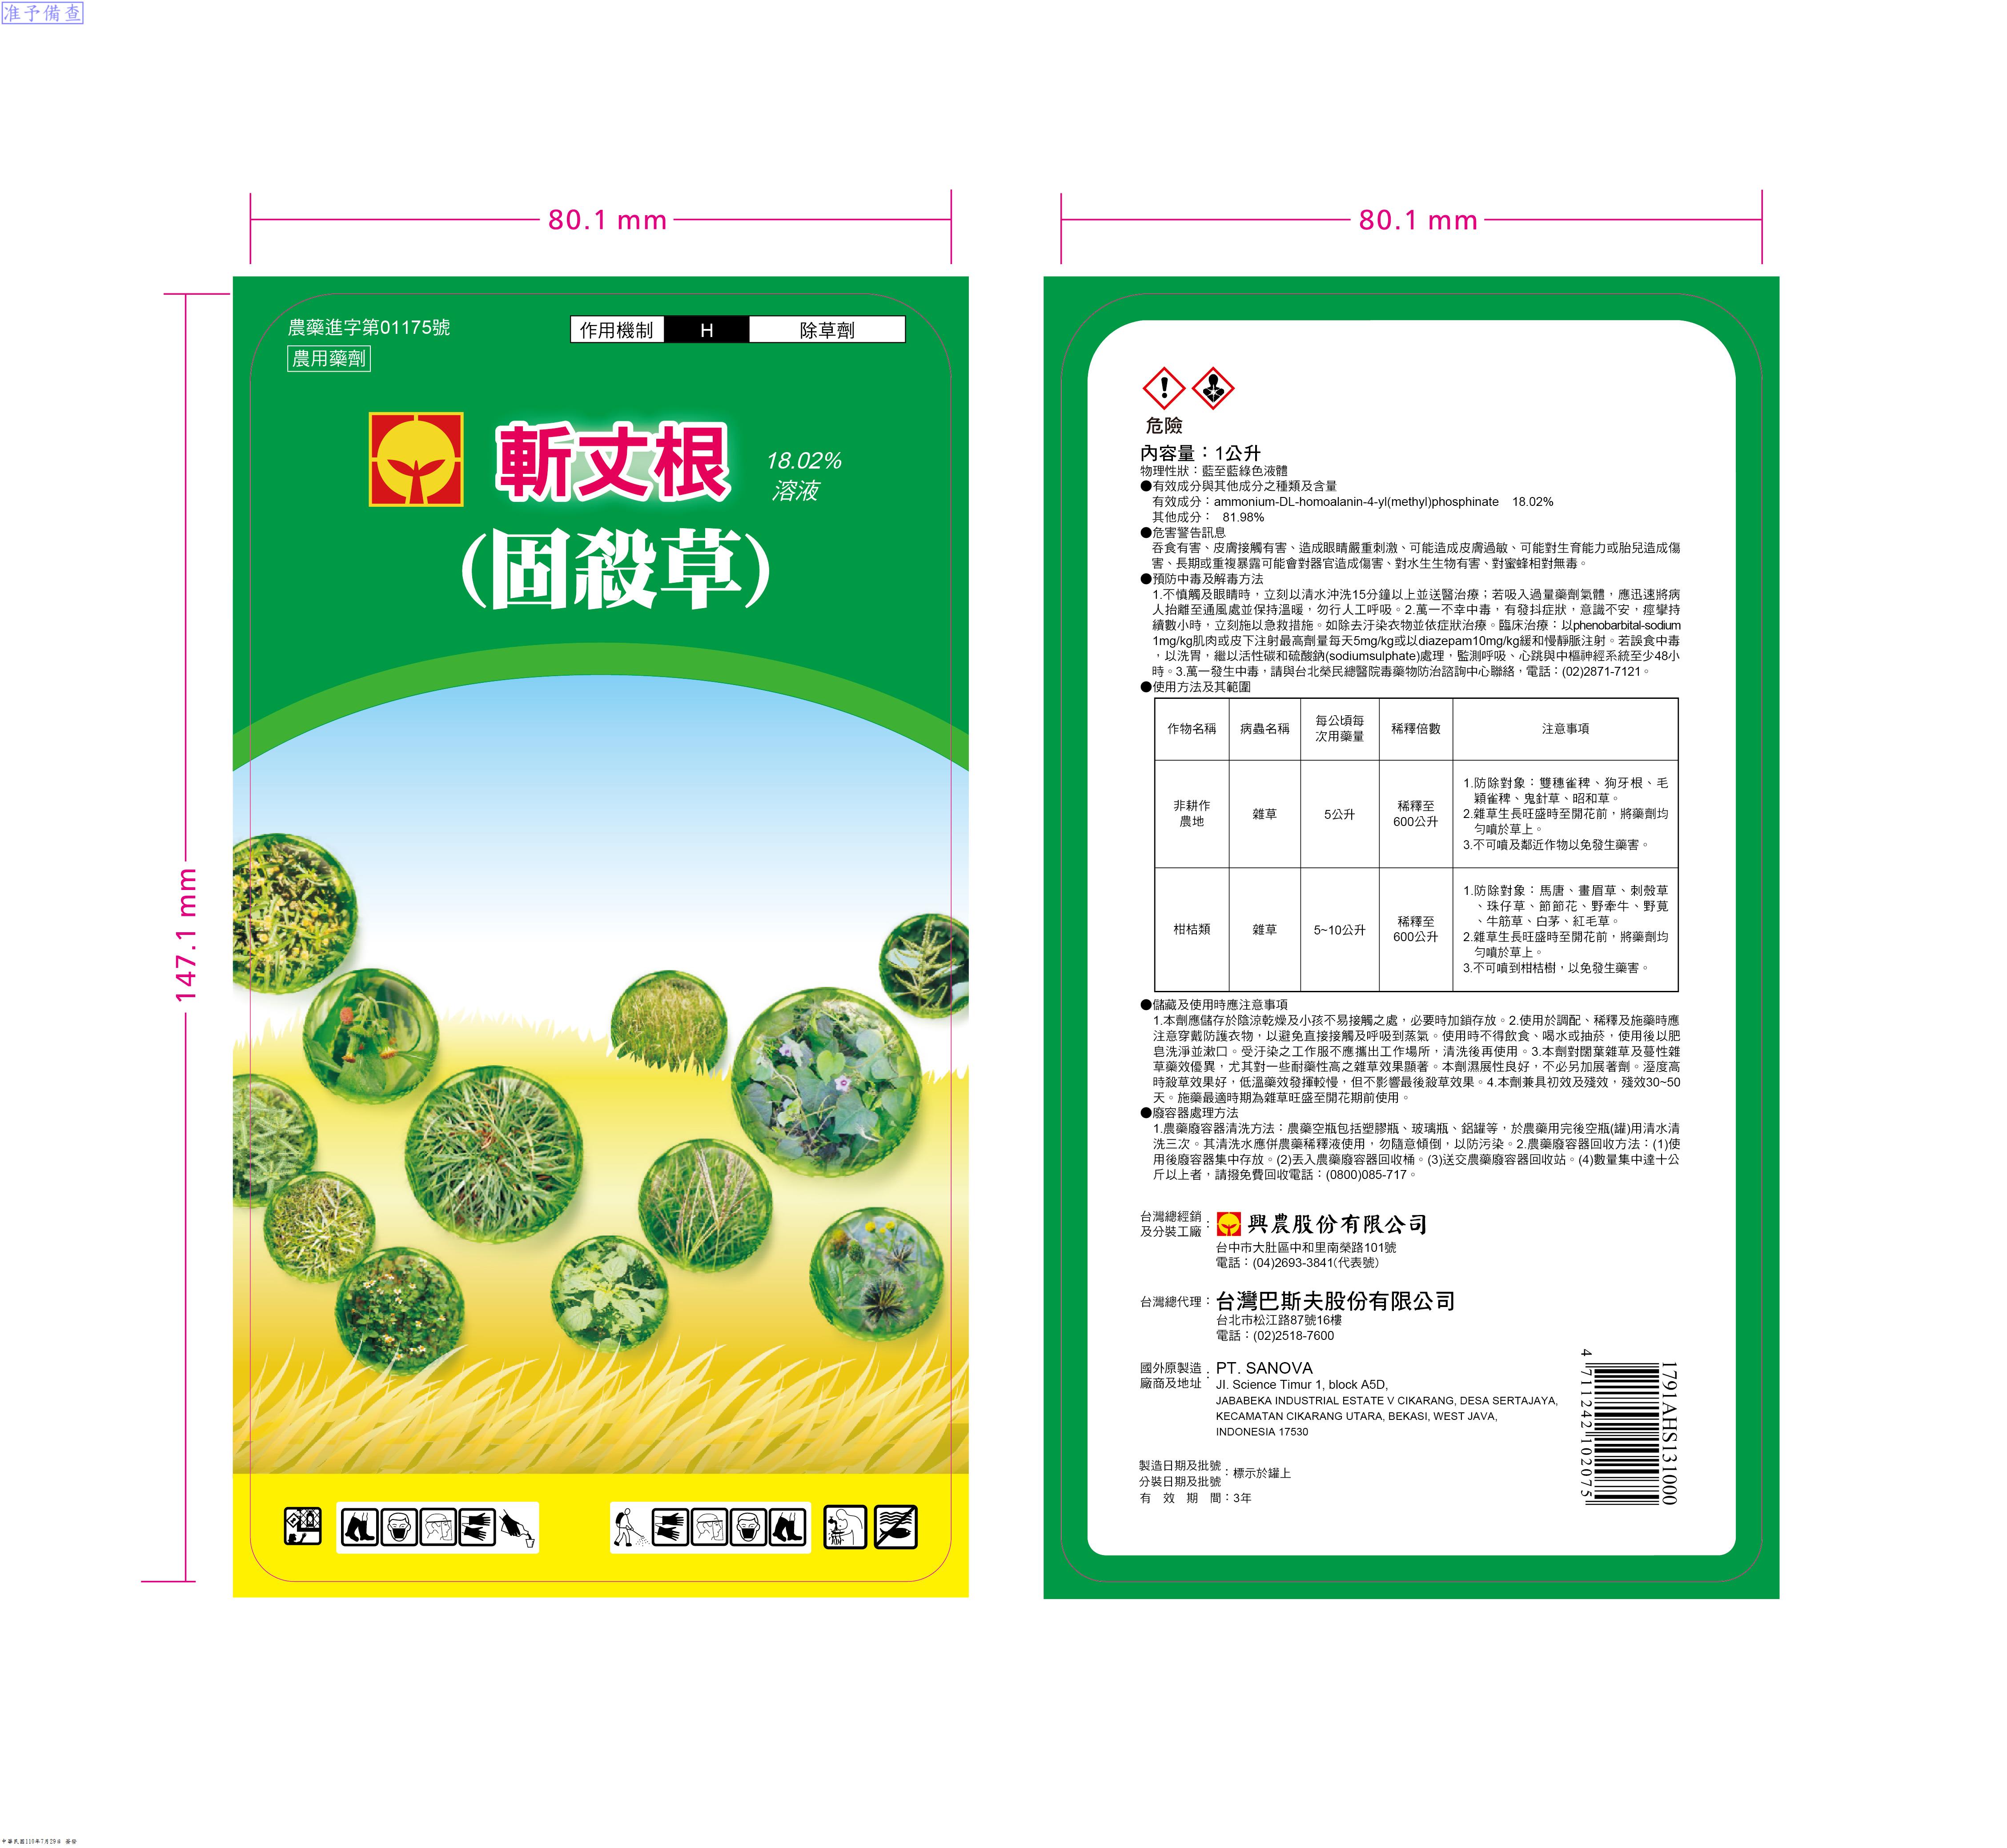 准予備查
80.1 mm
147.1 mm
農藥進字第01175號
農用藥劑
作用機制 H 除草劑
斬丈根
18.02%
溶液
(固殺草)
80.1 mm
危險
內容量：1公升
物理性狀：藍至藍綠色液體
●有效成分與其他成分之種類及含量
有效成分：ammonium-DL-homoalanin-4-yl(methyl)phosphinate 18.02%
其他成分： 81.98%
●危害警告訊息
吞食有害、皮膚接觸有害、造成眼睛嚴重刺激、可能造成皮膚過敏、可能對生育能力或胎兒造成傷
害、長期或重複暴露可能會對器官造成傷害、對水生生物有害、對蜜蜂相對無毒。
●預防中毒及解毒方法
1.不慎觸及眼睛時，立刻以清水沖洗15分鐘以上並送醫治療；若吸入過量藥劑氣體，應迅速將病
人抬離至通風處並保持溫暖，勿行人工呼吸。2.萬一不幸中毒，有發抖症狀，意識不安，痙攣持
續數小時，立刻施以急救措施。如除去汙染衣物並依症狀治療。臨床治療：以phenobarbital-sodium
1mg/kg肌肉或皮下注射最高劑量每天5mg/kg或以diazepam10mg/kg緩和慢靜脈注射。若誤食中毒
，以洗胃，繼以活性碳和硫酸鈉(sodiumsulphate)處理，監測呼吸、心跳與中樞神經系統至少48小
時。3.萬一發生中毒，請與台北榮民總醫院毒藥物防治諮詢中心聯絡，電話：(02)2871-7121。
●使用方法及其範圍
作物名稱 病蟲名稱 每公頃每 稀釋倍數 注意事項
次用藥量
非耕作 雜草 5公升 稀釋至
農地 600公升
1.防除對象：雙穗雀稗、狗牙根、毛
穎雀稗、鬼針草、昭和草。
2.雜草生長旺盛時至開花前，將藥劑均
勻噴於草上。
3.不可噴及鄰近作物以免發生藥害。
柑桔類 雜草 5~10公升 稀釋至
600公升
1.防除對象：馬唐、畫眉草、刺殼草
、珠仔草、節節花、野牽牛、野莧
、牛筋草、白茅、紅毛草。
2.雜草生長旺盛時至開花前，將藥劑均
勻噴於草上。
3.不可噴到柑桔樹，以免發生藥害。
●儲藏及使用時應注意事項
1.本劑應儲存於陰涼乾燥及小孩不易接觸之處，必要時加鎖存放。2.使用於調配、稀釋及施藥時應
注意穿戴防護衣物，以避免直接接觸及呼吸到蒸氣。使用時不得飲食、喝水或抽菸，使用後以肥
皂洗淨並漱口。受汙染之工作服不應攜出工作場所，清洗後再使用。3.本劑對闊葉雜草及蔓性雜
草藥效優異，尤其對一些耐藥性高之雜草效果顯著。本劑濕展性良好，不必另加展著劑。溼度高
時殺草效果好，低溫藥效發揮較慢，但不影響最後殺草效果。4.本劑兼具初效及殘效，殘效30~50
天。施藥最適時期為雜草旺盛至開花期前使用。
●廢容器處理方法
1.農藥廢容器清洗方法：農藥空瓶包括塑膠瓶、玻璃瓶、鋁罐等，於農藥用完後空瓶(罐)用清水清
洗三次。其清洗水應併農藥稀釋液使用，勿隨意傾倒，以防污染。2.農藥廢容器回收方法：(1)使
用後廢容器集中存放。(2)丟入農藥廢容器回收桶。(3)送交農藥廢容器回收站。(4)數量集中達十公
斤以上者，請撥免費回收電話：(0800)085-717。
台灣總經銷
及分裝工廠：興農股份有限公司
台中市大肚區中和里南榮路101號
電話：(04)2693-3841(代表號)
台灣總代理：台灣巴斯夫股份有限公司
台北市松江路87號16樓
電話：(02)2518-7600
國外原製造
廠商及地址：PT. SANOVA
JI. Science Timur 1, block A5D,
JABABEKA INDUSTRIAL ESTATE V CIKARANG, DESA SERTAJAYA,
KECAMATAN CIKARANG UTARA, BEKASI, WEST JAVA,
INDONESIA 17530
製造日期及批號
分裝日期及批號：標示於罐上
有效期間：3年
1791AHS131000
4 711242 102075
中華民國110年7月29日